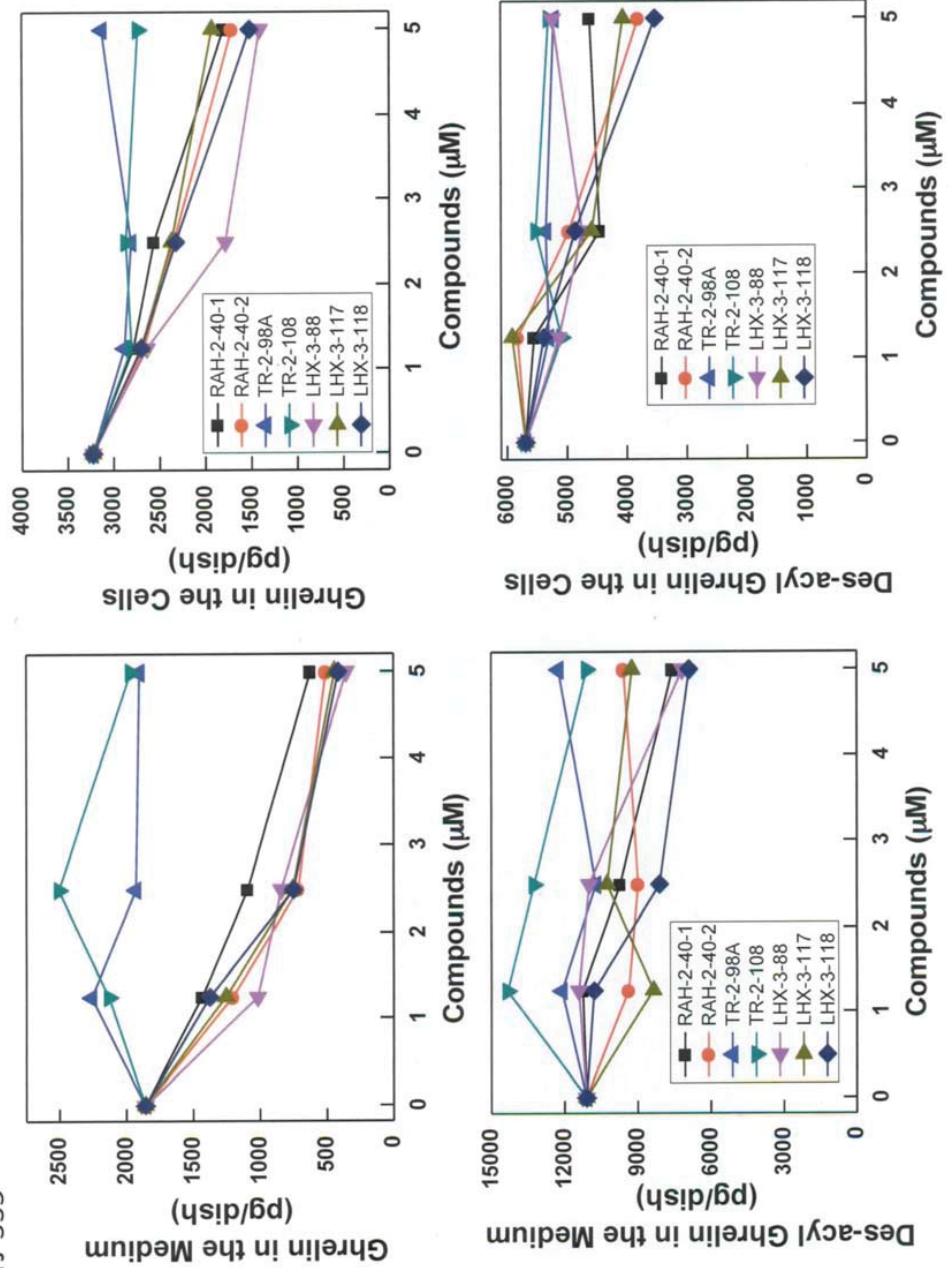 Ghrelin in the Medium
(pg/dish)
2500
2000
1500
1000
500
0
0 1 2 3 4 5
Compounds (µM)
Ghrelin in the Cells
(pg/dish)
4000
3500
3000
2500
2000
1500
1000
500
0
RAH-2-40-1
RAH-2-40-2
TR-2-98A
TR-2-108
LHX-3-88
LHX-3-117
LHX-3-118
0 1 2 3 4 5
Compounds (µM)
Des-acyl Ghrelin in the Medium
(pg/dish)
15000
12000
9000
6000
3000
0
RAH-2-40-1
RAH-2-40-2
TR-2-98A
TR-2-108
LHX-3-88
LHX-3-117
LHX-3-118
0 1 2 3 4 5
Compounds (µM)
Des-acyl Ghrelin in the Cells
(pg/dish)
6000
5000
4000
3000
2000
1000
0
RAH-2-40-1
RAH-2-40-2
TR-2-98A
TR-2-108
LHX-3-88
LHX-3-117
LHX-3-118
0 1 2 3 4 5
Compounds (µM)